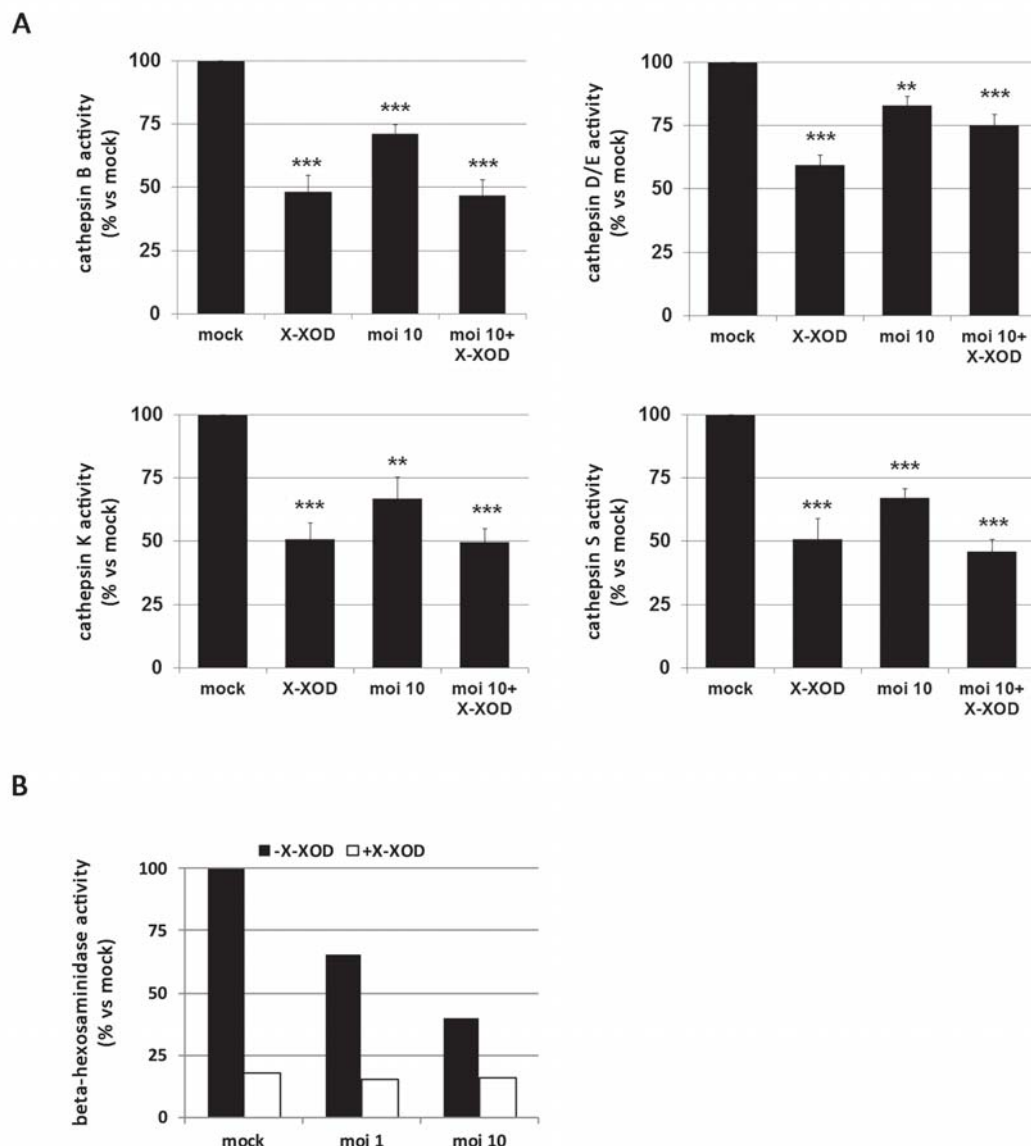 A
cathepsin B activity
(% vs mock)
100
75
50
25
0
***
***
***
mock X-XOD moi 10 moi 10+
X-XOD
cathepsin D/E activity
(% vs mock)
100
75
50
25
0
***
**
***
mock X-XOD moi 10 moi 10+
X-XOD
cathepsin K activity
(% vs mock)
100
75
50
25
0
***
**
***
mock X-XOD moi 10 moi 10+
X-XOD
cathepsin S activity
(% vs mock)
100
75
50
25
0
***
***
***
mock X-XOD moi 10 moi 10+
X-XOD
B
-X-XOD +X-XOD
beta-hexosaminidase activity
(% vs mock)
100
75
50
25
0
mock moi 1 moi 10